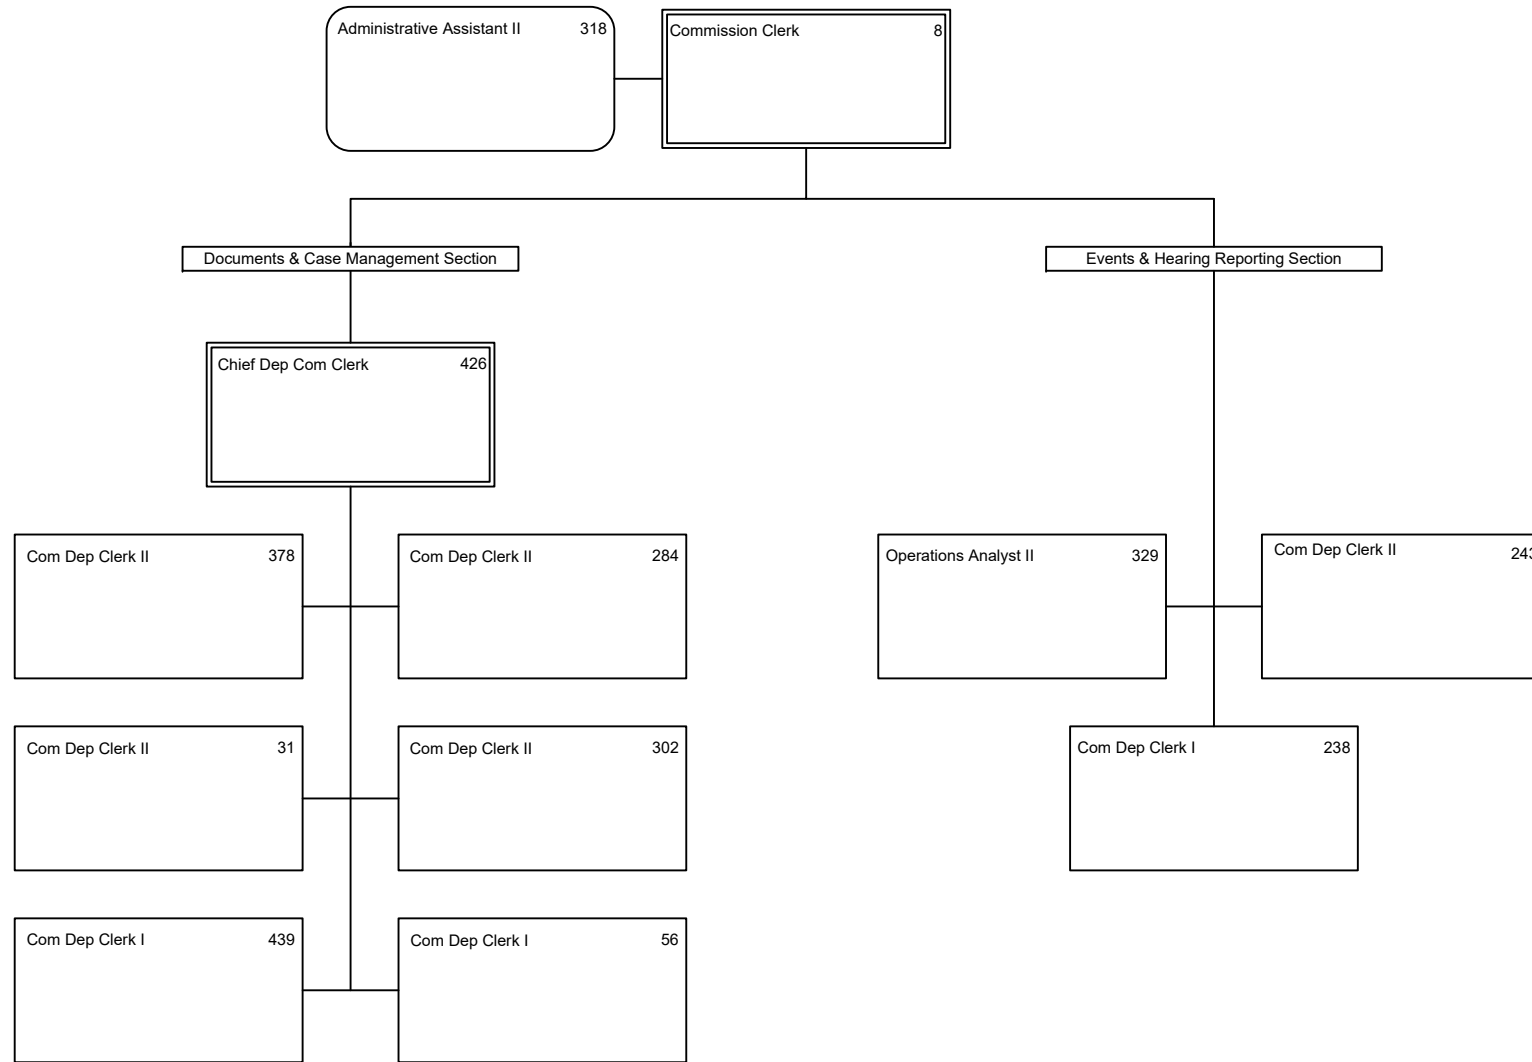 Administrative Assistant II 318
Commission Clerk 8
Documents & Case Management Section
Events & Hearing Reporting Section
Chief Dep Com Clerk 426
Com Dep Clerk II 378
Com Dep Clerk II 284
Operations Analyst II 329
Com Dep Clerk II 243
Com Dep Clerk II 31
Com Dep Clerk II 302
Com Dep Clerk I 238
Com Dep Clerk I 439
Com Dep Clerk I 56